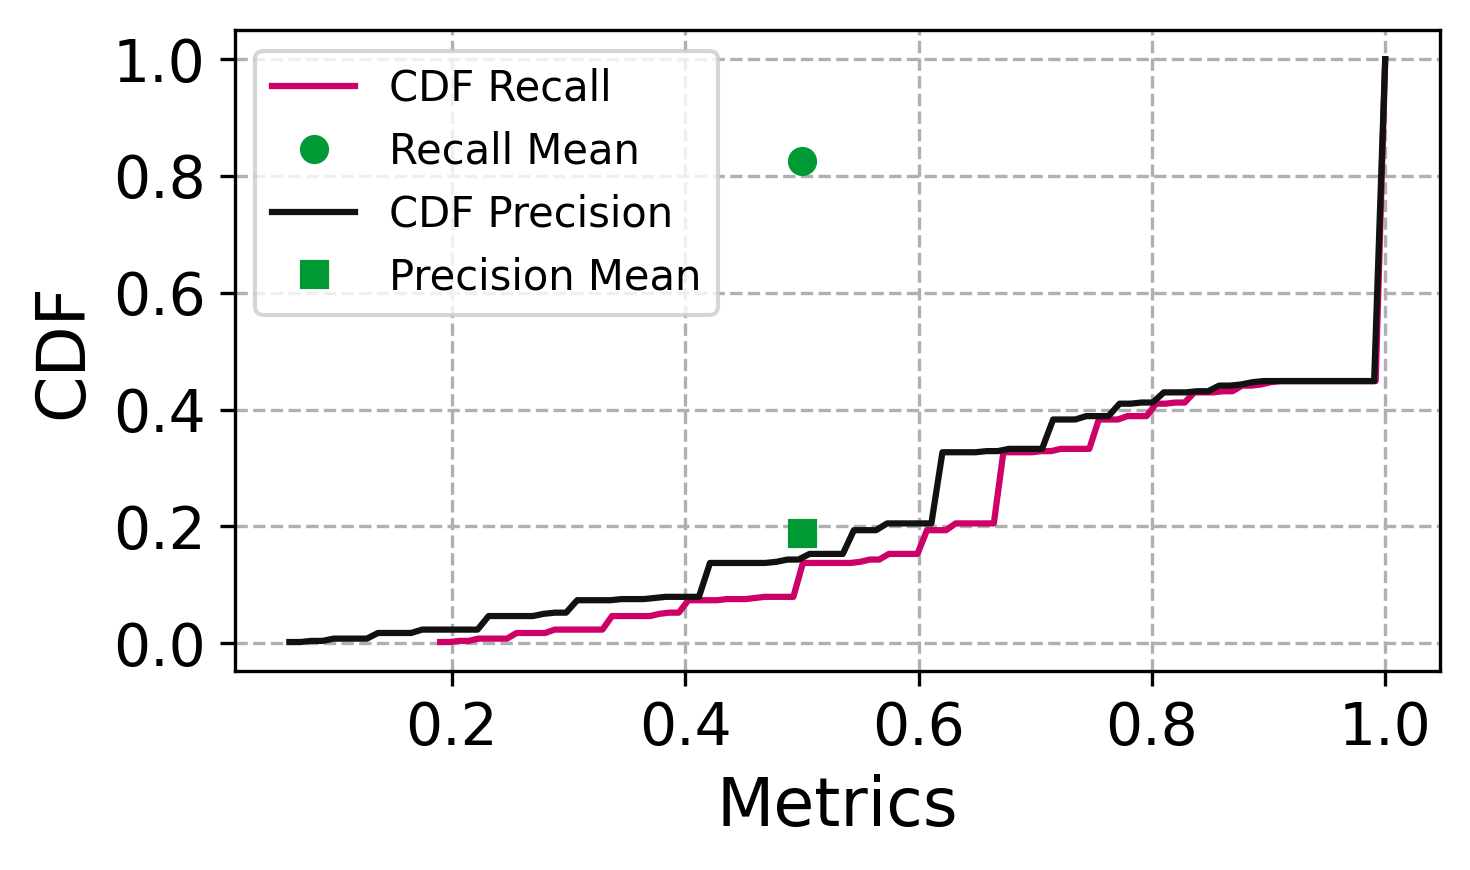 CDF Recall
Recall Mean
CDF Precision
Precision Mean
CDF
1.0
0.8
0.6
0.4
0.2
0.0
0.2 0.4 0.6 0.8 1.0
Metrics